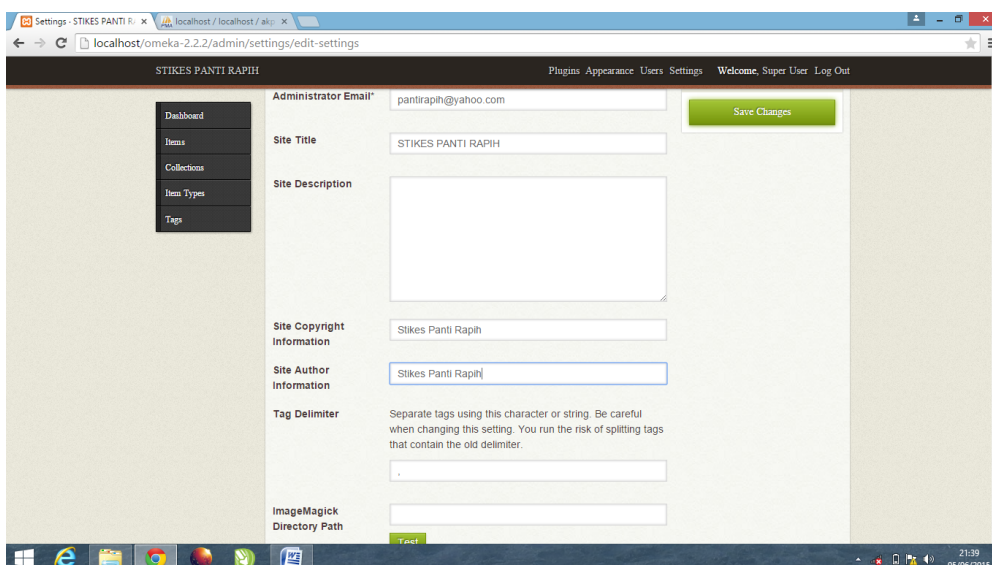 Settings - STIKES PANTI R
localhost / localhost / akp
localhost/omeka-2.2.2/admin/settings/edit-settings
STIKES PANTI RAPIH
Plugins Appearance Users Settings Welcome, Super User Log Out
Dashboard
Items
Collections
Item Types
Tags
Administrator Email*
pantirapih@yahoo.com
Save Changes
Site Title
STIKES PANTI RAPIH
Site Description
Site Copyright
Information
Stikes Panti Rapih
Site Author
Information
Stikes Panti Rapih
Tag Delimiter
Separate tags using this character or string. Be careful
when changing this setting. You run the risk of splitting tags
that contain the old delimiter.
,
ImageMagick
Directory Path
Test
21:39
05/06/2015